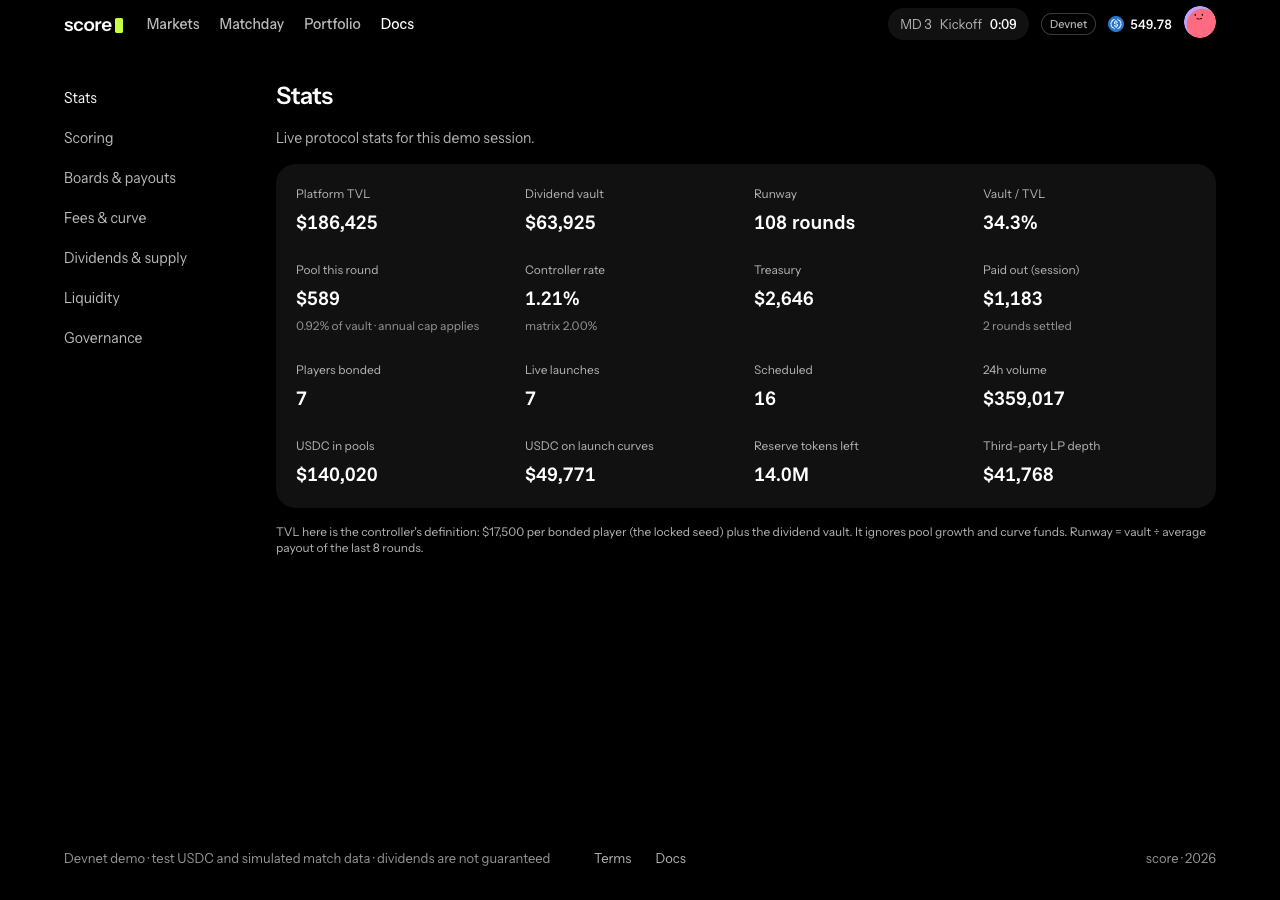 score Markets Matchday Portfolio Docs MD 3 Kickoff 0:09 Devnet 549.78
Stats
Scoring
Boards & payouts
Fees & curve
Dividends & supply
Liquidity
Governance
Stats
Live protocol stats for this demo session.
Platform TVL Dividend vault Runway Vault / TVL
$186,425 $63,925 108 rounds 34.3%
Pool this round Controller rate Treasury Paid out (session)
$589 1.21% $2,646 $1,183
0.92% of vault · annual cap applies matrix 2.00% 2 rounds settled
Players bonded Live launches Scheduled 24h volume
7 7 16 $359,017
USDC in pools USDC on launch curves Reserve tokens left Third-party LP depth
$140,020 $49,771 14.0M $41,768
TVL here is the controller's definition: $17,500 per bonded player (the locked seed) plus the dividend vault. It ignores pool growth and curve funds. Runway = vault ÷ average
payout of the last 8 rounds.
Devnet demo · test USDC and simulated match data · dividends are not guaranteed Terms Docs score · 2026